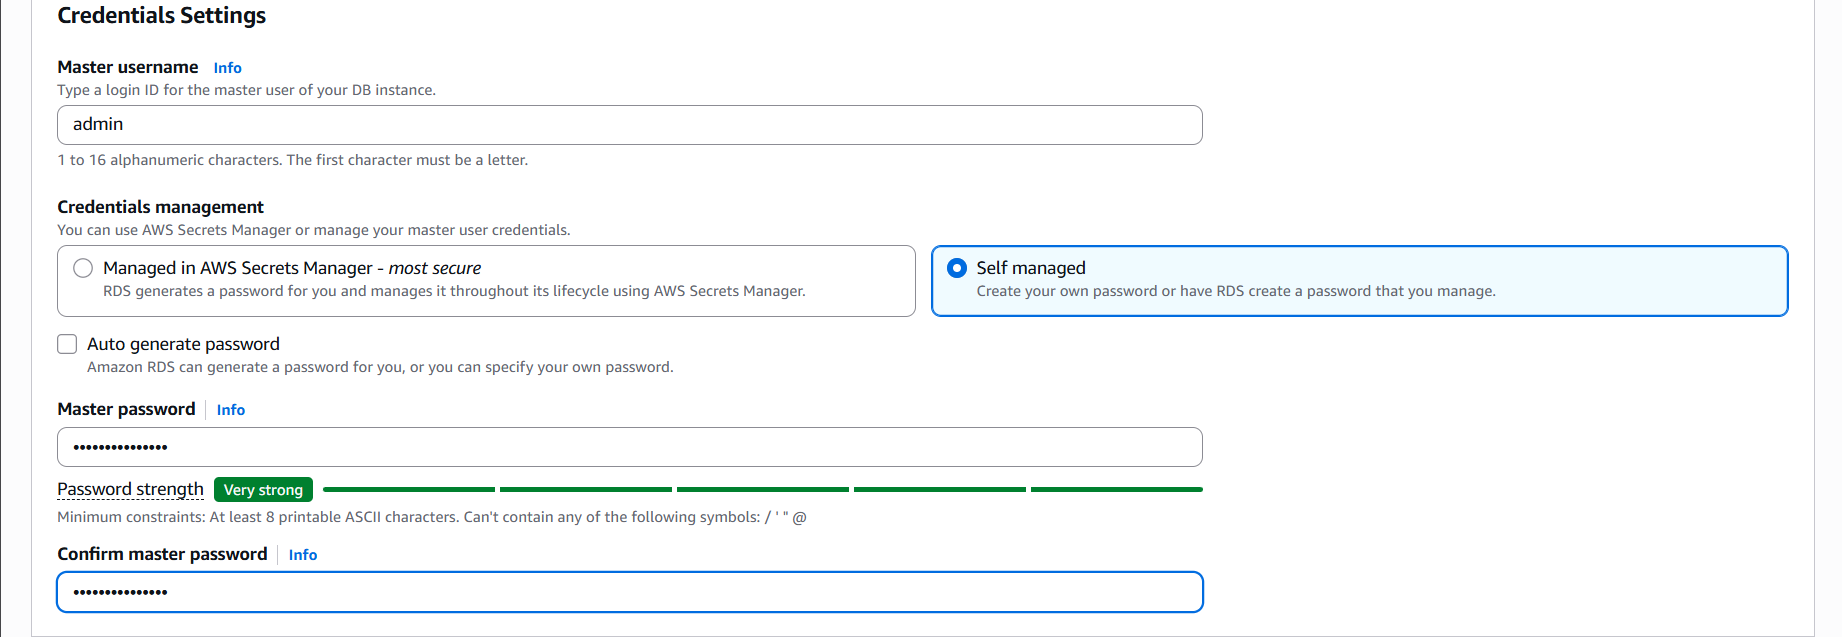 Credentials Settings
Master username Info
Type a login ID for the master user of your DB instance.
admin
1 to 16 alphanumeric characters. The first character must be a letter.
Credentials management
You can use AWS Secrets Manager or manage your master user credentials.
Managed in AWS Secrets Manager - most secure
RDS generates a password for you and manages it throughout its lifecycle using AWS Secrets Manager.
Self managed
Create your own password or have RDS create a password that you manage.
Auto generate password
Amazon RDS can generate a password for you, or you can specify your own password.
Master password Info
•••••••••••••••
Password strength Very strong
Minimum constraints: At least 8 printable ASCII characters. Can't contain any of the following symbols: / ' " @
Confirm master password Info
•••••••••••••••